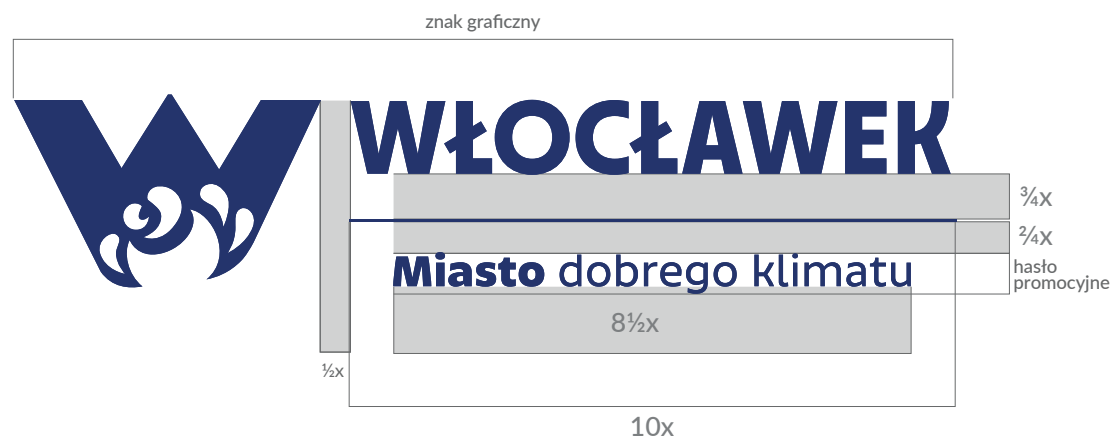 znak graficzny
WŁOCŁAWEK
¾x
²⁄₄x
Miasto dobrego klimatu
hasło
promocyjne
8½x
½x
10x